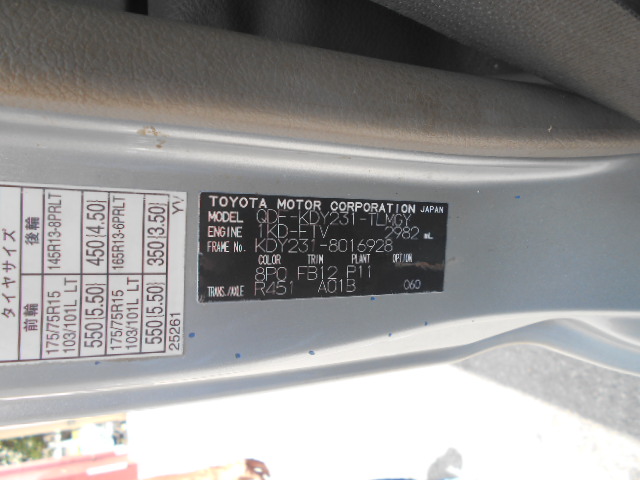 TOYOTA MOTOR CORPORATION JAPAN
MODEL QDF-KDY231-TLMGY
ENGINE 1KD-FTV 2982 mL
FRAME No. KDY231-8016928
COLOR TRIM PLANT OPTION
8P0 FB12 P11
TRANS./AXLE R451 A01B 060
タイヤサイズ
前輪 後輪
175/75R15 103/101L LT 145R13-8PRLT
550(5.50) 450(4.50)
175/75R15 103/101L LT 165R13-6PRLT
550(5.50) 350(3.50)
25261 YV